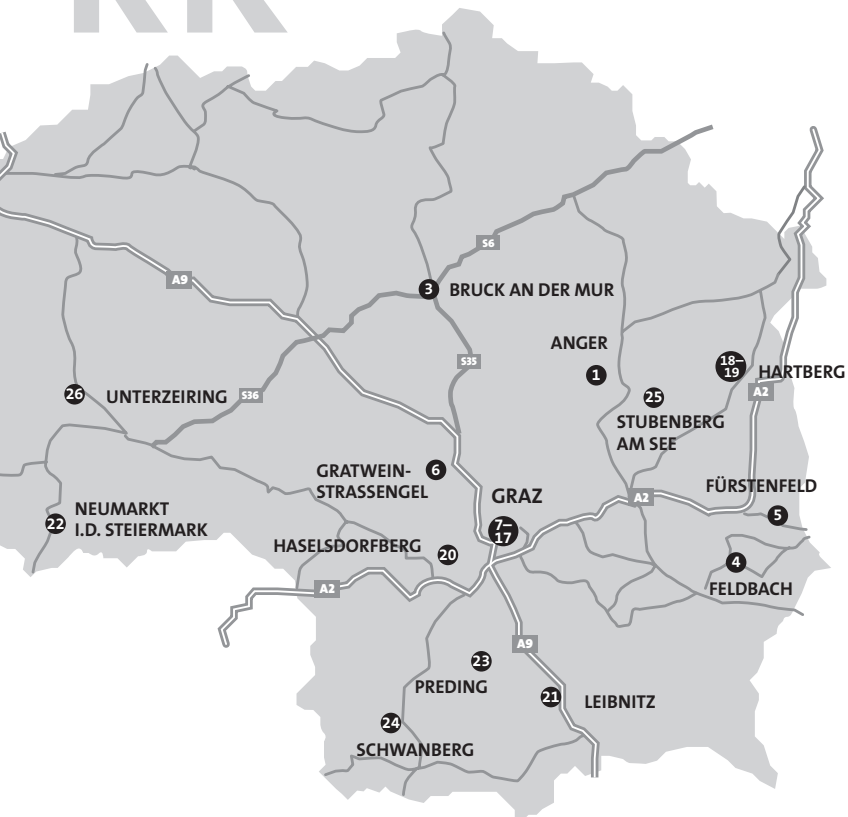 RK
S6
A9
3 BRUCK AN DER MUR
ANGER
S35
18–
19
1
HARTBERG
A2
26 UNTERZEIRING
S36
25
STUBENBERG
AM SEE
6
GRATWEIN-
STRASSENGEL
GRAZ
FÜRSTENFELD
A2
NEUMARKT
22
I.D. STEIERMARK
7–
17
5
HASELSDORFBERG
20
4
A2
FELDBACH
A9
23
PREDING
21 LEIBNITZ
24
SCHWANBERG